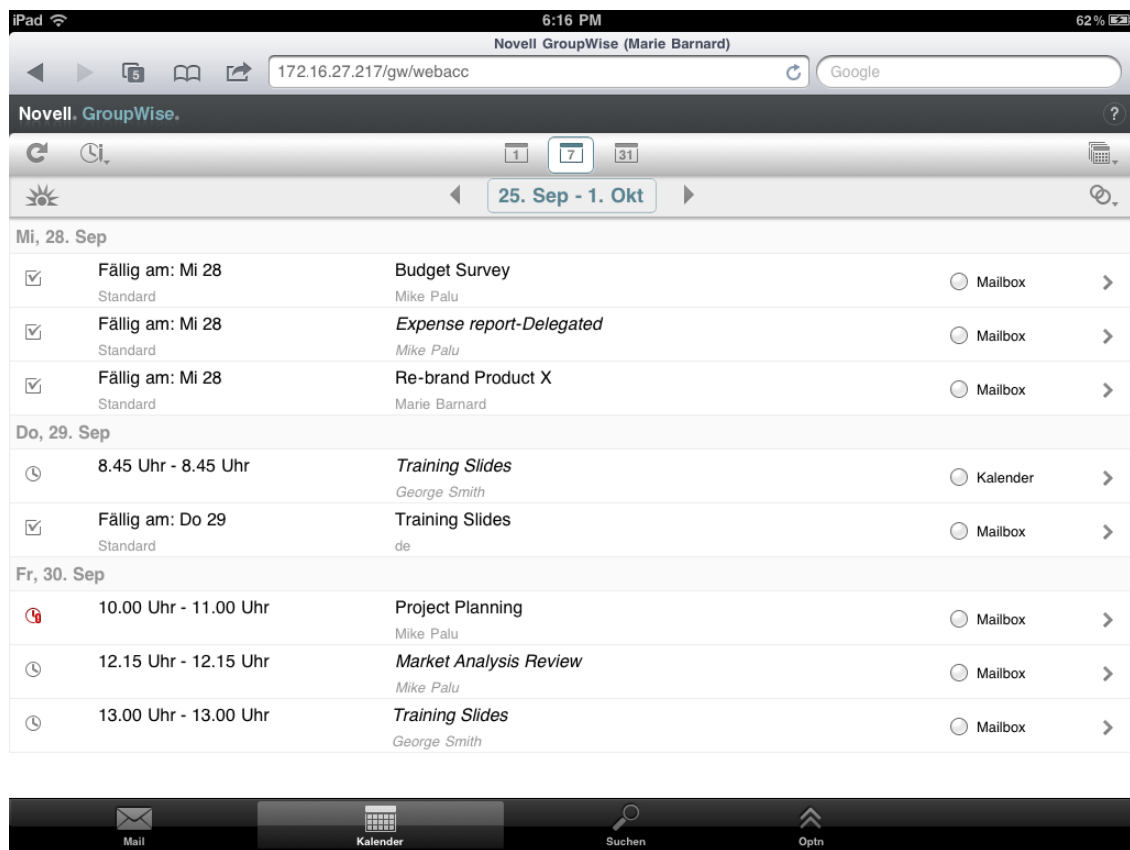 iPad 6:16 PM 62%
Novell GroupWise (Marie Barnard)
5 172.16.27.217/gw/webacc Google
Novell. GroupWise. ?
1 7 31
25. Sep - 1. Okt
Mi, 28. Sep
Fällig am: Mi 28 Budget Survey
Standard Mike Palu
Mailbox
Fällig am: Mi 28 Expense report-Delegated
Standard Mike Palu
Mailbox
Fällig am: Mi 28 Re-brand Product X
Standard Marie Barnard
Mailbox
Do, 29. Sep
8.45 Uhr - 8.45 Uhr Training Slides
George Smith
Kalender
Fällig am: Do 29 Training Slides
Standard de
Mailbox
Fr, 30. Sep
10.00 Uhr - 11.00 Uhr Project Planning
Mike Palu
Mailbox
12.15 Uhr - 12.15 Uhr Market Analysis Review
Mike Palu
Mailbox
13.00 Uhr - 13.00 Uhr Training Slides
George Smith
Mailbox
Mail Kalender Suchen Optn